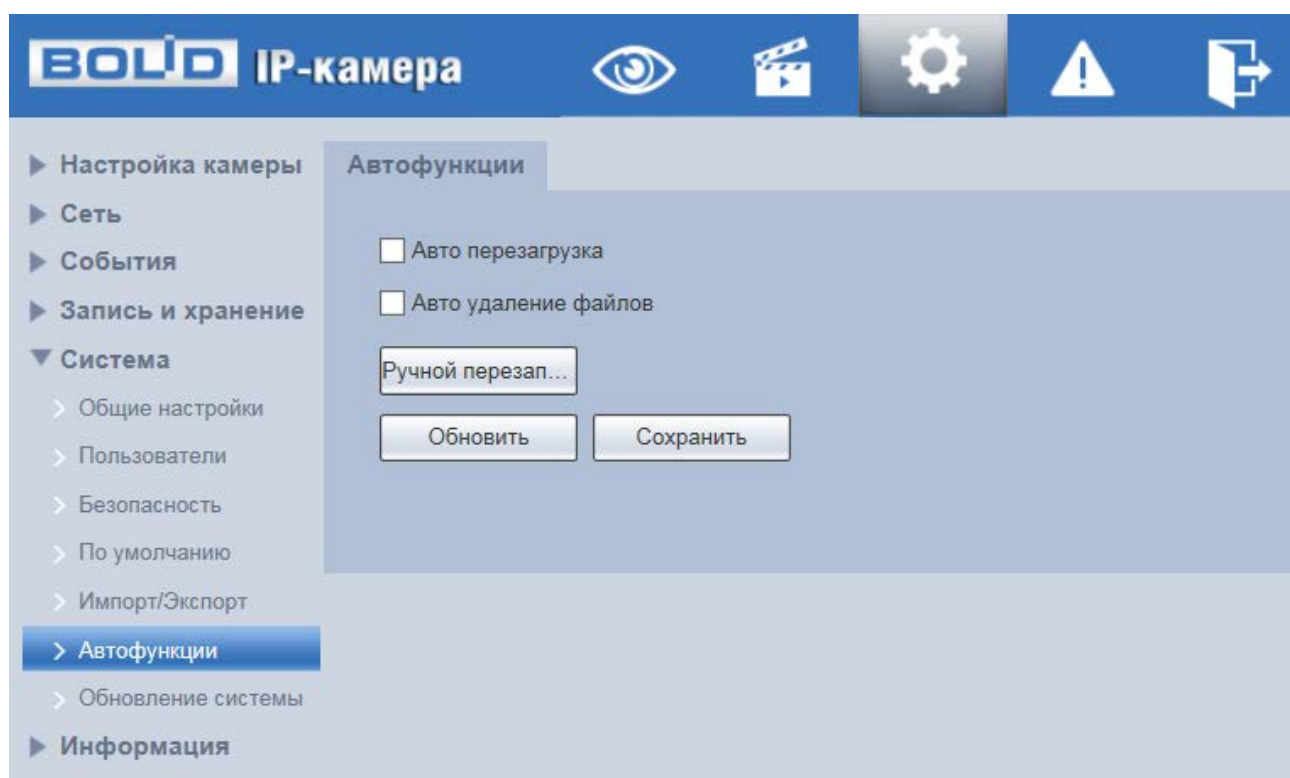 BOLID IP-камера
Настройка камеры
Сеть
События
Запись и хранение
Система
Общие настройки
Пользователи
Безопасность
По умолчанию
Импорт/Экспорт
Автофункции
Обновление системы
Информация
Автофункции
Авто перезагрузка
Авто удаление файлов
Ручной перезап...
Обновить Сохранить